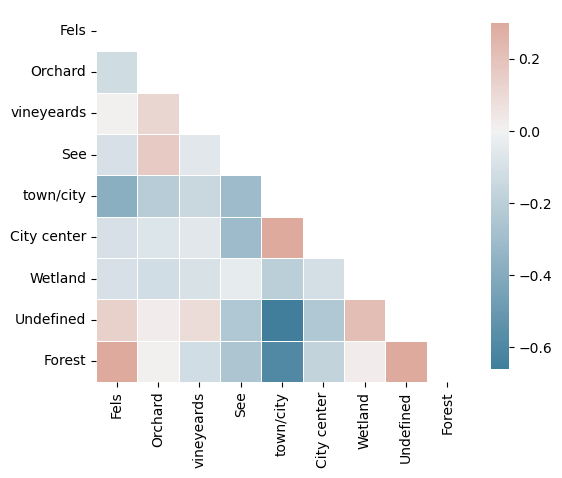 Fels
Orchard
vineyeards
See
town/city
City center
Wetland
Undefined
Forest
Fels
Orchard
vineyeards
See
town/city
City center
Wetland
Undefined
Forest
0.2
0.0
−0.2
−0.4
−0.6